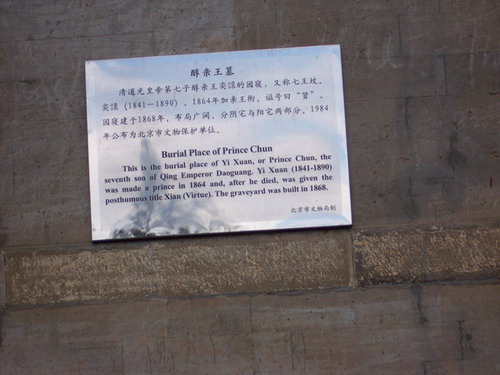 醇亲王墓
清道光皇帝第七子醇亲王奕譞的园寝，又称七王坟。
奕譞（1841—1890），1864年加亲王衔。谥号曰“贤”。
园寝建于1868年，布局广阔，分阴宅与阳宅两部分。1984
年公布为北京市文物保护单位。
Burial Place of Prince Chun
This is the burial place of Yi Xuan, or Prince Chun, the
seventh son of Qing Emperor Daoguang. Yi Xuan (1841-1890)
was made a prince in 1864 and, after he died, was given the
posthumous title Xian (Virtue). The graveyard was built in 1868.
北京市文物局制